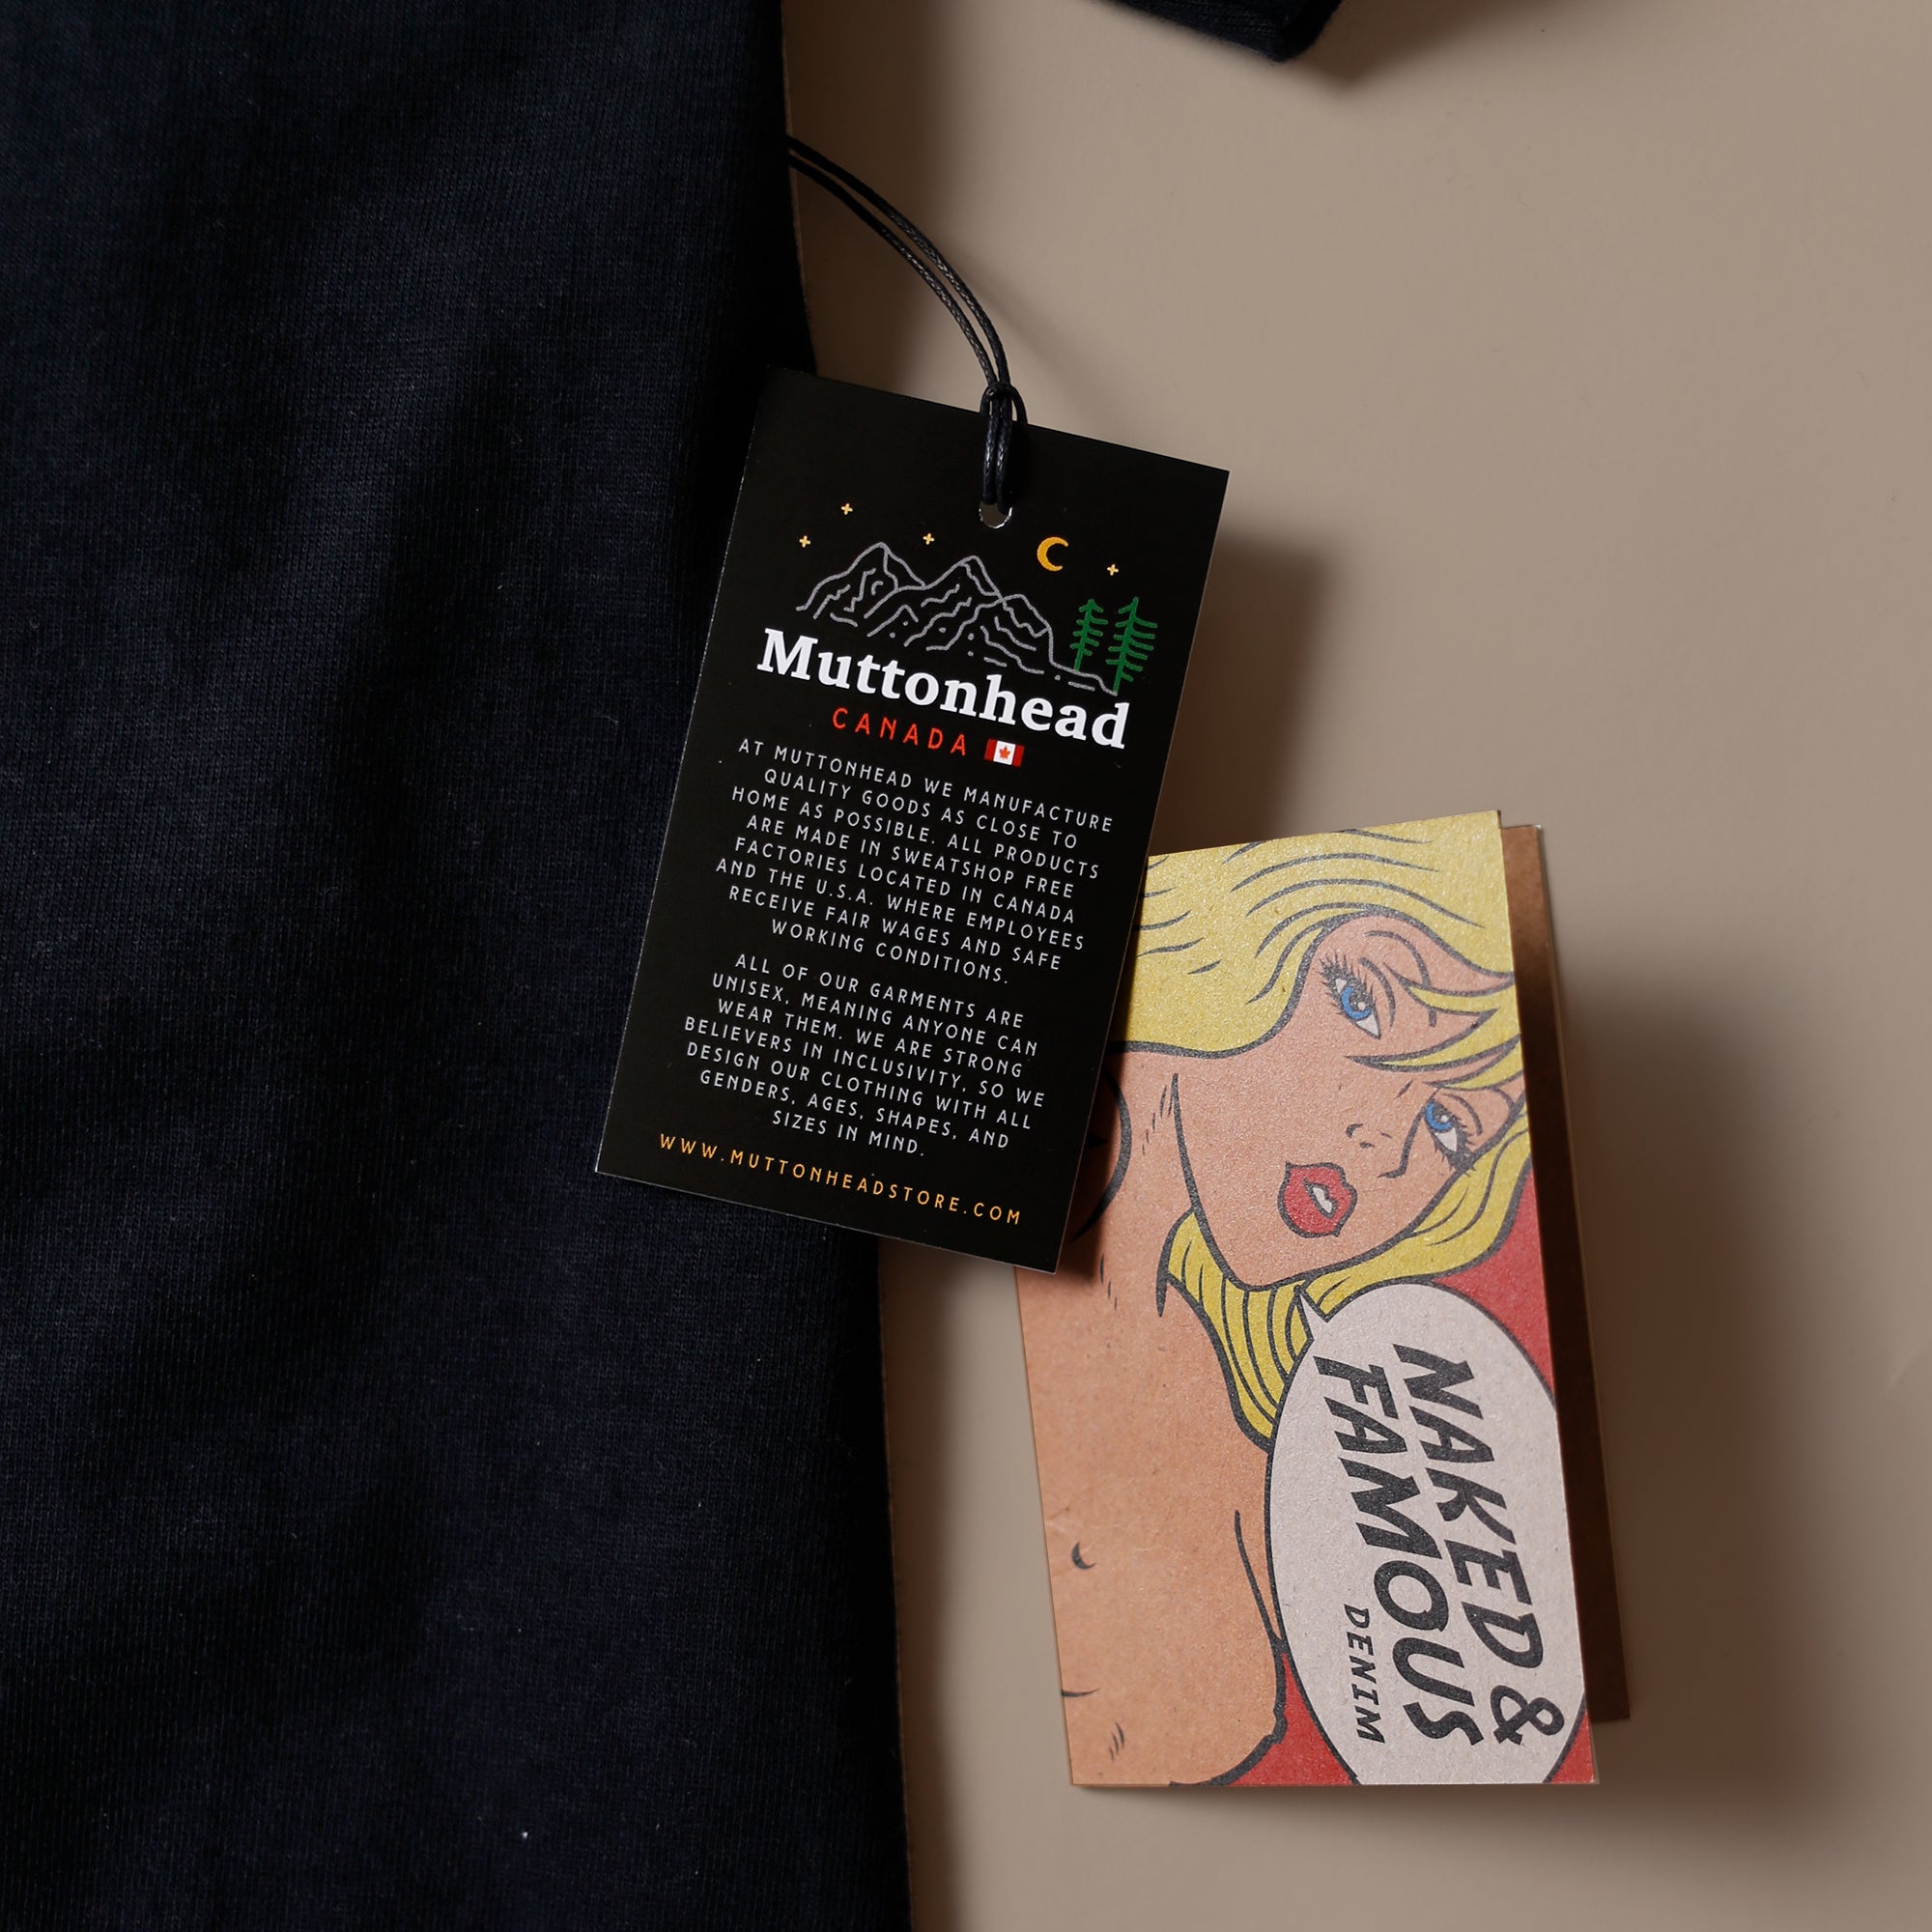 Muttonhead
CANADA
AT MUTTONHEAD WE MANUFACTURE
QUALITY GOODS AS CLOSE TO
HOME AS POSSIBLE. ALL PRODUCTS
ARE MADE IN SWEATSHOP FREE
FACTORIES LOCATED IN CANADA
AND THE U.S.A. WHERE EMPLOYEES
RECEIVE FAIR WAGES AND SAFE
WORKING CONDITIONS.
ALL OF OUR GARMENTS ARE
UNISEX, MEANING ANYONE CAN
WEAR THEM. WE ARE STRONG
BELIEVERS IN INCLUSIVITY, SO WE
DESIGN OUR CLOTHING WITH ALL
GENDERS, AGES, SHAPES, AND
SIZES IN MIND.
WWW.MUTTONHEADSTORE.COM
NAKED &
FAMOUS
DENIM